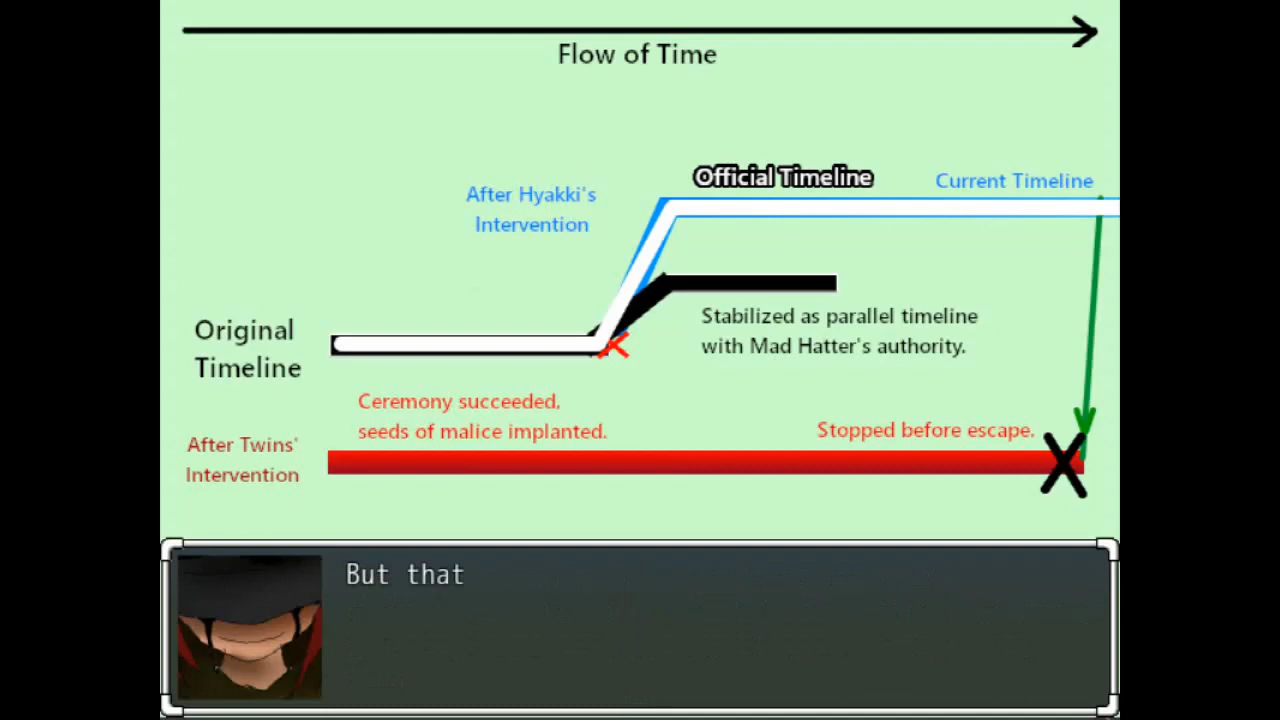 Flow of Time
Official Timeline
After Hyakki's
Intervention
Current Timeline
Original
Timeline
Stabilized as parallel timeline
with Mad Hatter's authority.
Ceremony succeeded,
seeds of malice implanted.
After Twins'
Intervention
Stopped before escape.
But that